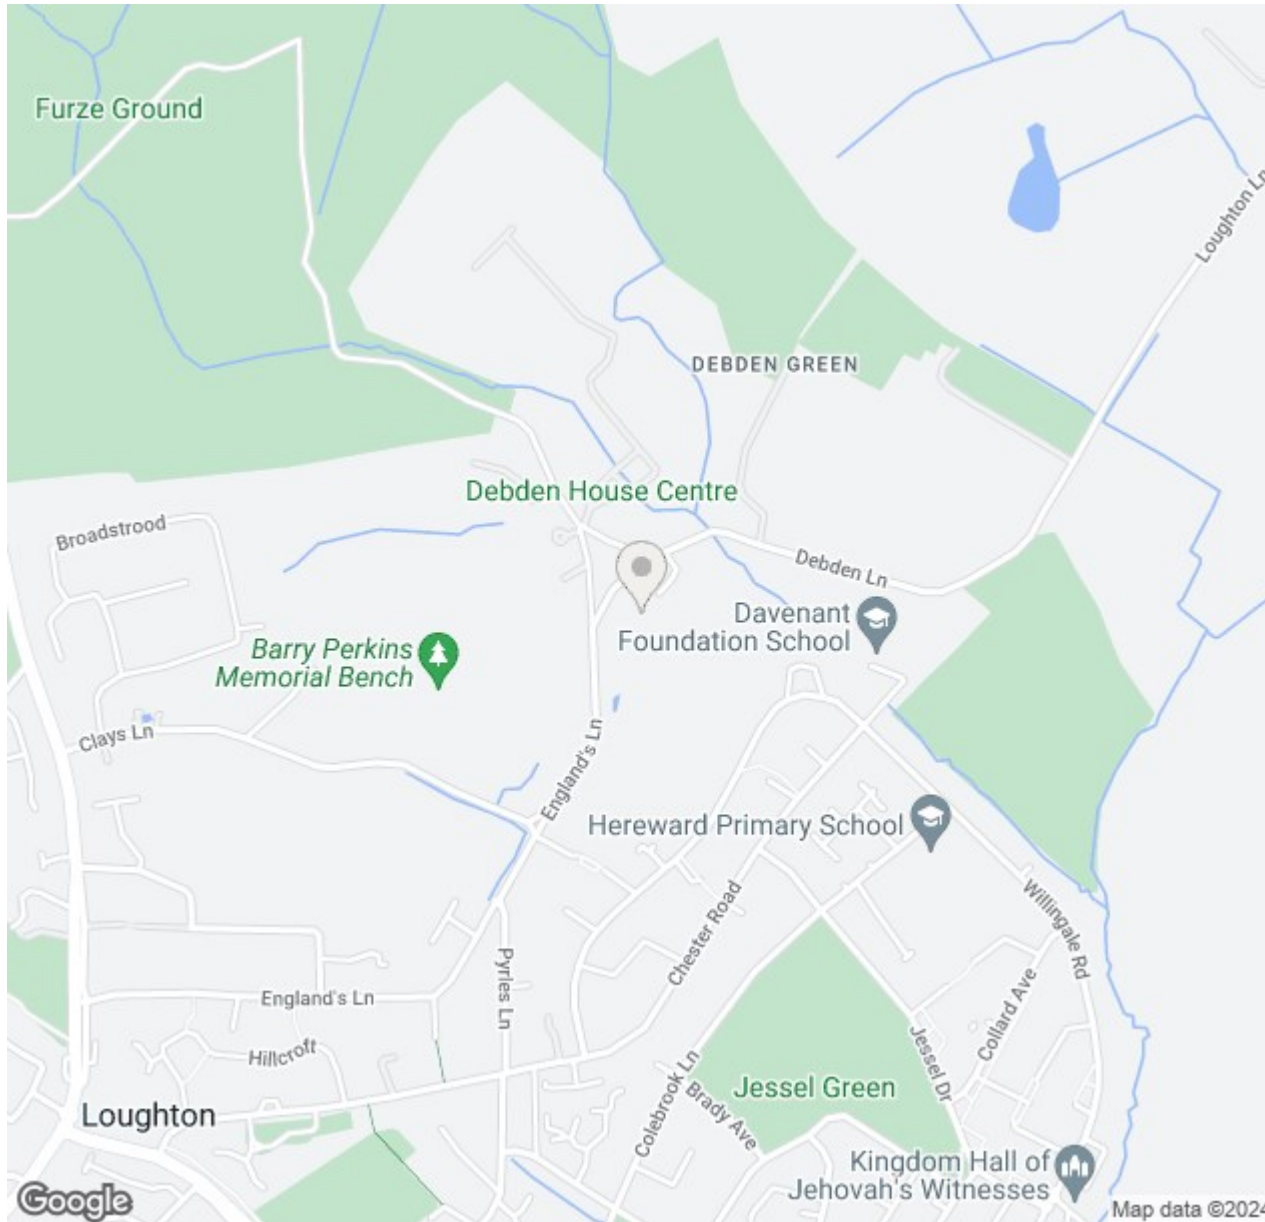 Furze Ground
Loughton Ln
DEBDEN GREEN
Debden House Centre
Broadstrood
Debden Ln
Davenant
Foundation School
Barry Perkins
Memorial Bench
Clays Ln
England's Ln
Hereward Primary School
Willingale Rd
Chester Road
Pyrles Ln
England's Ln
Collard Ave
Hillcroft
Jessel Dr
Colebrook Ln
Jessel Green
Brady Ave
Loughton
Kingdom Hall of
Jehovah's Witnesses
Google
Map data ©2024